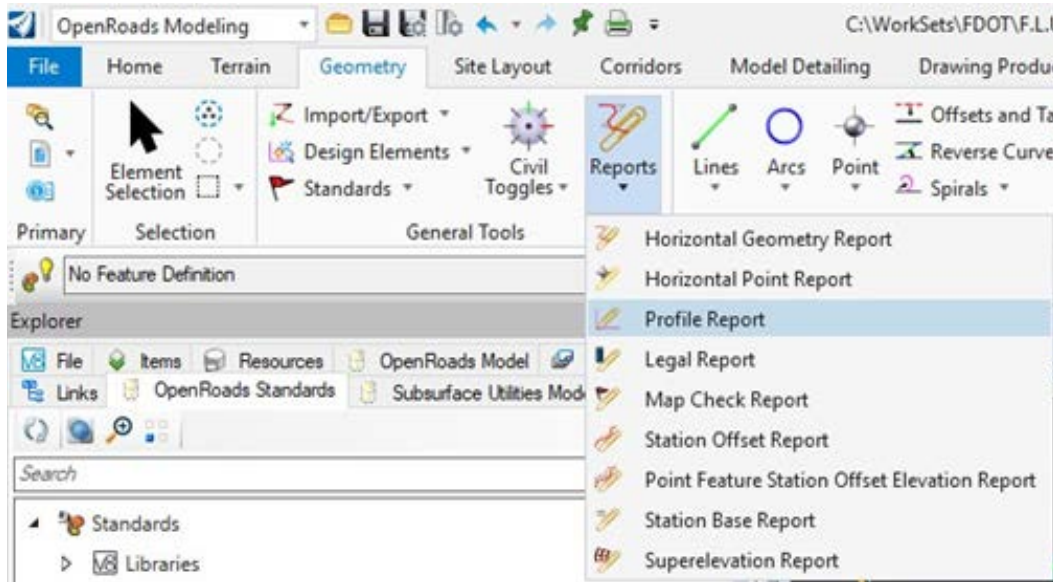 OpenRoads Modeling
C:\WorkSets\FDOT\F.L.
File Home Terrain Geometry Site Layout Corridors Model Detailing Drawing
Import/Export
Design Elements
Standards
Element
Selection
Civil
Toggles
Reports
Lines Arcs Point
Offsets and
Reverse Curve
Spirals
Primary Selection General Tools
No Feature Definition
Explorer
File Items Resources OpenRoads Model
Links OpenRoads Standards Subsurface Utilities
Search
Standards
Libraries
Horizontal Geometry Report
Horizontal Point Report
Profile Report
Legal Report
Map Check Report
Station Offset Report
Point Feature Station Offset Elevation Report
Station Base Report
Superelevation Report